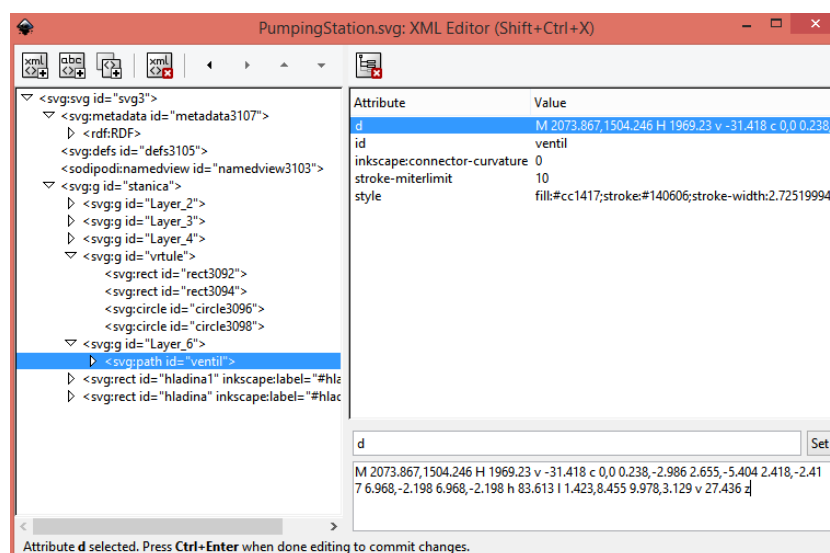 PumpingStation.svg: XML Editor (Shift+Ctrl+X)
<svg:svg id="svg3">
<svg:metadata id="metadata3107">
<rdf:RDF>
<svg:defs id="defs3105">
<sodipodi:namedview id="namedview3103">
<svg:g id="stanica">
<svg:g id="Layer_2">
<svg:g id="Layer_3">
<svg:g id="Layer_4">
<svg:g id="vrtule">
<svg:rect id="rect3092">
<svg:rect id="rect3094">
<svg:circle id="circle3096">
<svg:circle id="circle3098">
<svg:g id="Layer_6">
<svg:path id="ventil">
<svg:rect id="hladina1" inkscape:label="#hla
<svg:rect id="hladina" inkscape:label="#hlad
Attribute Value
d M 2073.867,1504.246 H 1969.23 v -31.418 c 0,0 0.238,
id ventil
inkscape:connector-curvature 0
stroke-miterlimit 10
style fill:#cc1417;stroke:#140606;stroke-width:2.72519994
d Set
M 2073.867,1504.246 H 1969.23 v -31.418 c 0,0 0.238,-2.986 2.655,-5.404 2.418,-2.41
7 6.968,-2.198 6.968,-2.198 h 83.613 l 1.423,8.455 9.978,3.129 v 27.436 z
Attribute d selected. Press Ctrl+Enter when done editing to commit changes.